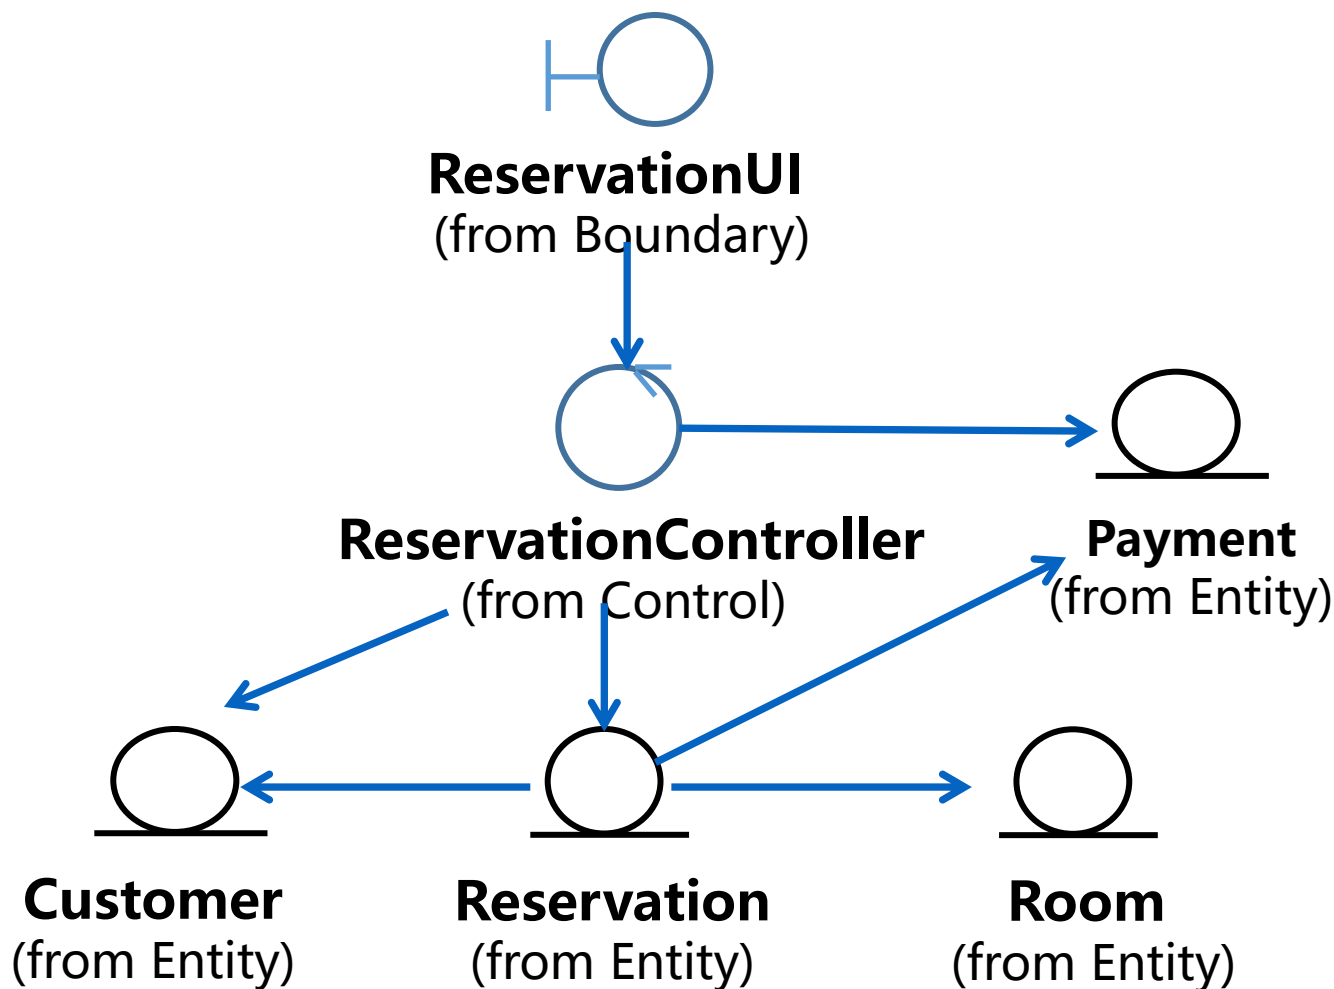 ReservationUI
(from Boundary)
ReservationController
(from Control)
Payment
(from Entity)
Customer
(from Entity)
Reservation
(from Entity)
Room
(from Entity)